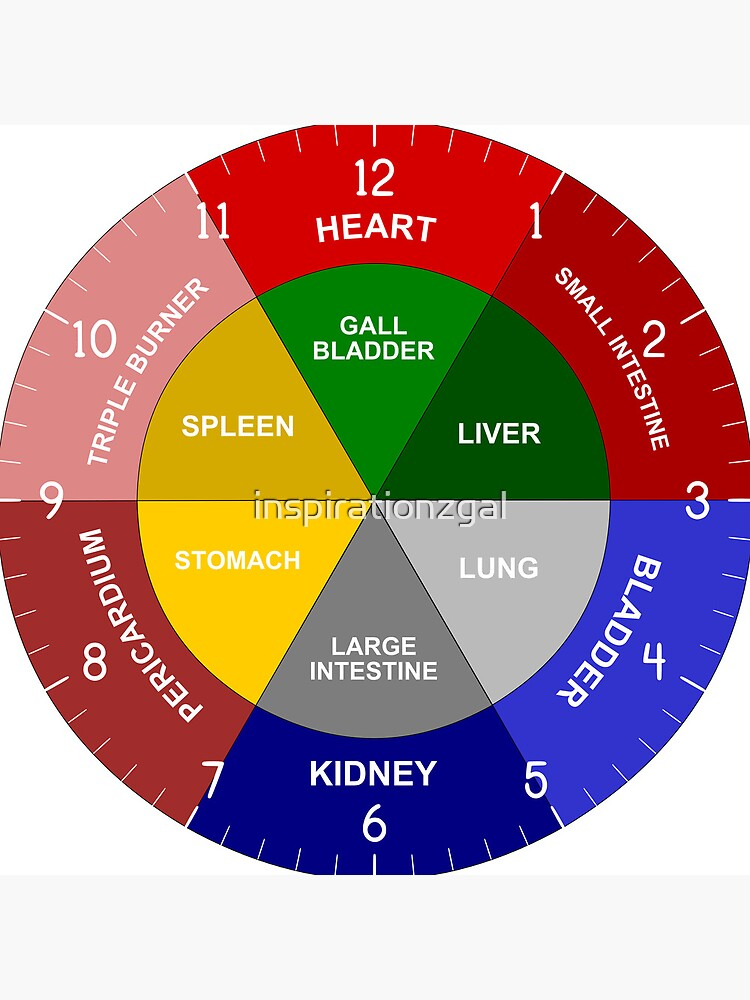 12
HEART
11
1
SMALL INTESTINE
2
10
TRIPLE BURNER
GALL
BLADDER
SPLEEN
LIVER
9
inspirationzgal
3
STOMACH
LUNG
PERICARDIUM
BLADDER
8
4
LARGE
INTESTINE
7
KIDNEY
5
6